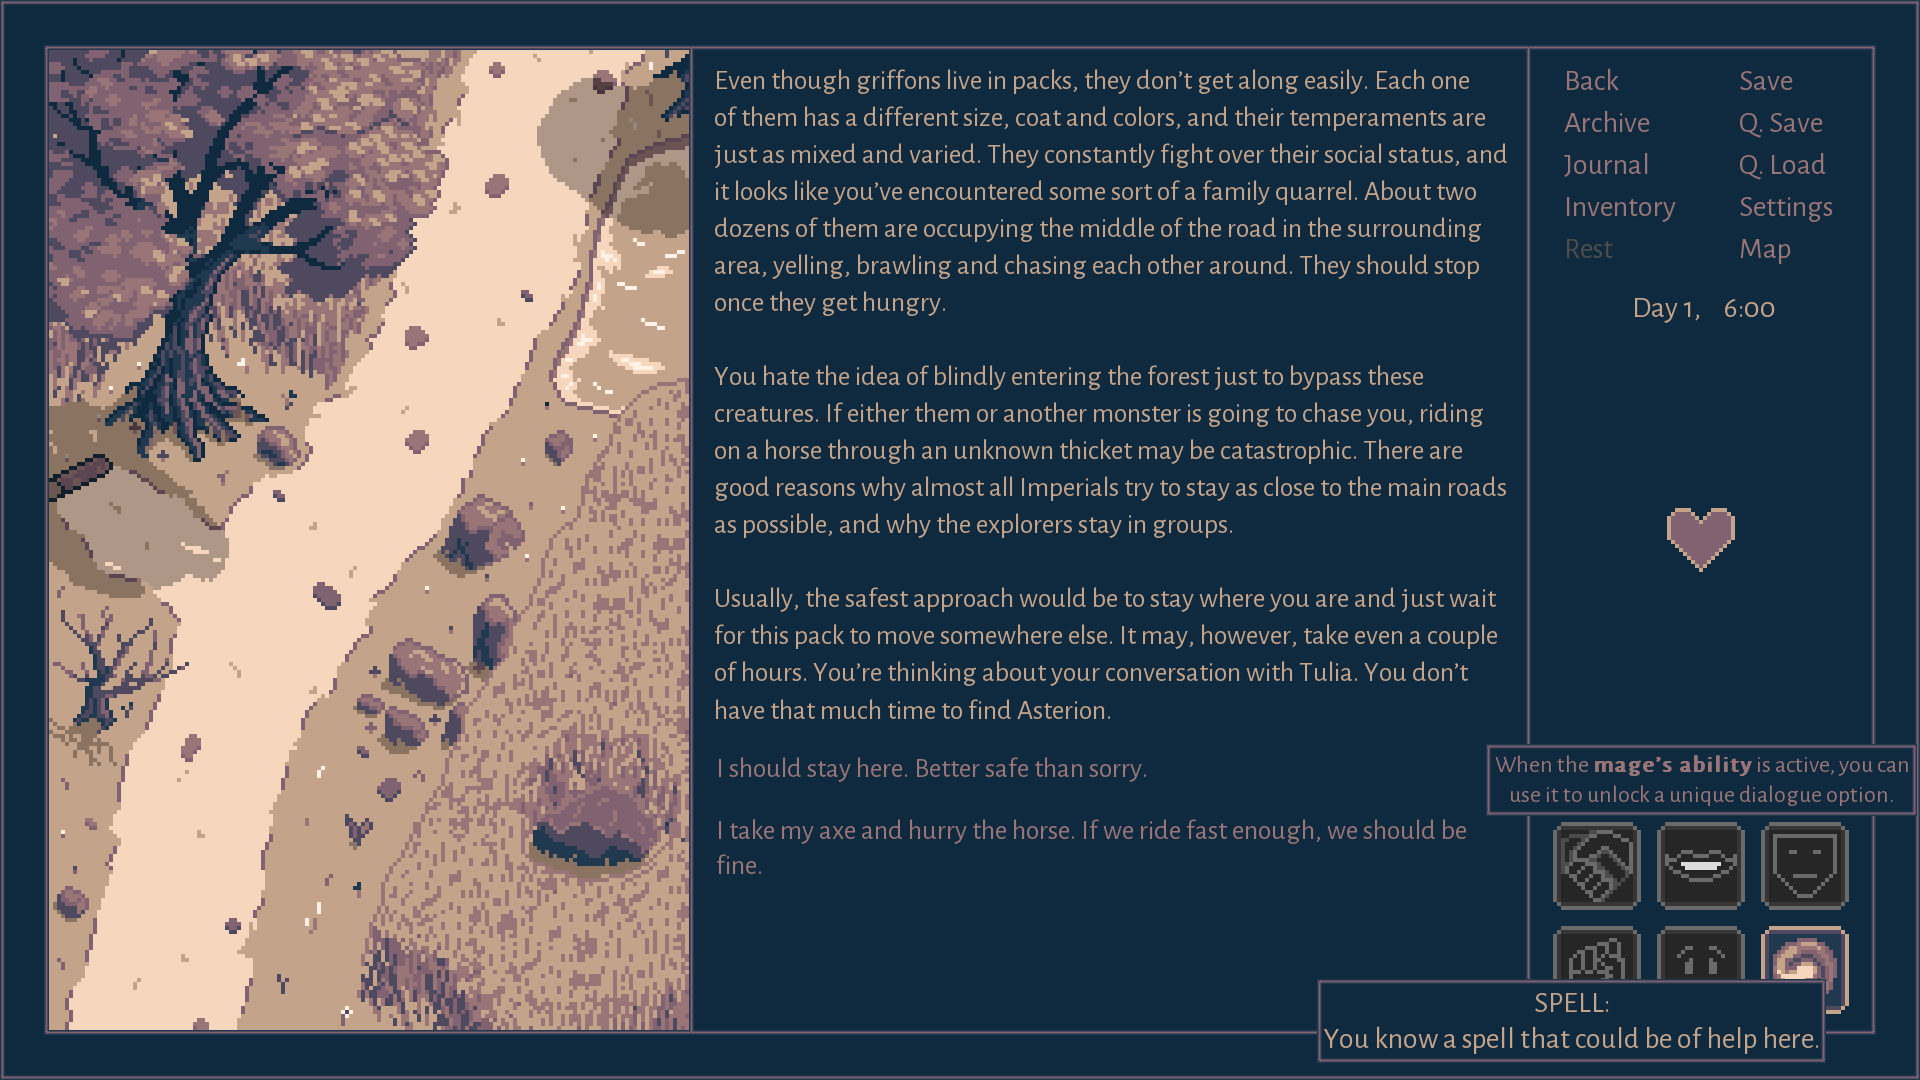 Even though griffons live in packs, they don’t get along easily. Each one
of them has a different size, coat and colors, and their temperaments are
just as mixed and varied. They constantly fight over their social status, and
it looks like you’ve encountered some sort of a family quarrel. About two
dozens of them are occupying the middle of the road in the surrounding
area, yelling, brawling and chasing each other around. They should stop
once they get hungry.
You hate the idea of blindly entering the forest just to bypass these
creatures. If either them or another monster is going to chase you, riding
on a horse through an unknown thicket may be catastrophic. There are
good reasons why almost all Imperials try to stay as close to the main roads
as possible, and why the explorers stay in groups.
Usually, the safest approach would be to stay where you are and just wait
for this pack to move somewhere else. It may, however, take even a couple
of hours. You’re thinking about your conversation with Tulia. You don’t
have that much time to find Asterion.
I should stay here. Better safe than sorry.
I take my axe and hurry the horse. If we ride fast enough, we should be
fine.
Back Save
Archive Q. Save
Journal Q. Load
Inventory Settings
Rest Map
Day 1, 6:00
When the mage’s ability is active, you can
use it to unlock a unique dialogue option.
SPELL:
You know a spell that could be of help here.